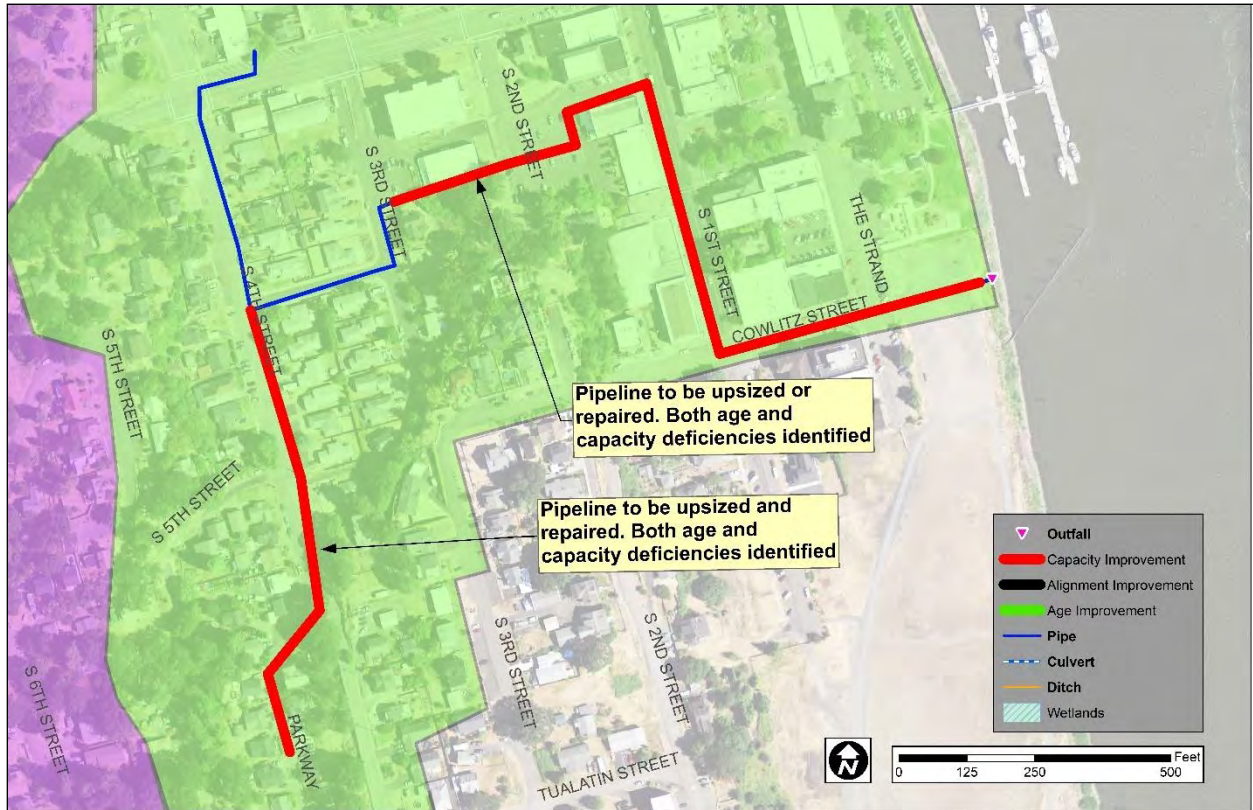 S 2ND STREET
S 3RD STREET
THE STRAND
S 1ST STREET
S 4TH STREET
COWLITZ STREET
S 5TH STREET
Pipeline to be upsized or
repaired. Both age and
capacity deficiencies identified
S 5TH STREET
Pipeline to be upsized and
repaired. Both age and
capacity deficiencies identified
S 6TH STREET
S 3RD STREET
S 2ND STREET
PARKWAY
TUALATIN STREET
Outfall
Capacity Improvement
Alignment Improvement
Age Improvement
Pipe
Culvert
Ditch
Wetlands
N
Feet
0 125 250 500